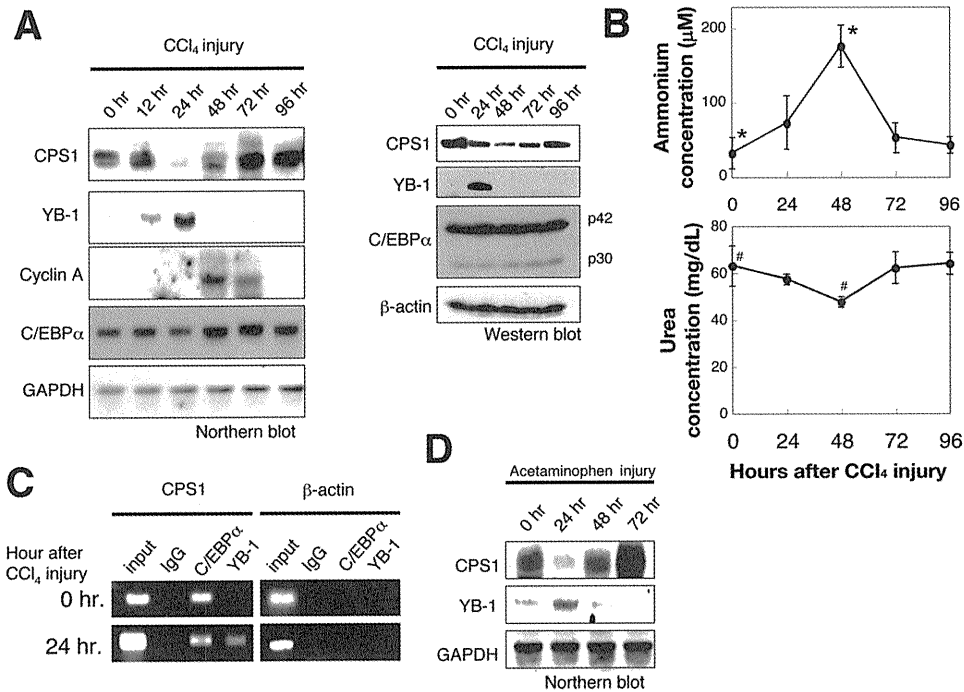 A
CCl4 injury
0 hr 12 hr 24 hr 48 hr 72 hr 96 hr
CPS1
YB-1
Cyclin A
C/EBPα
GAPDH
Northern blot
CCl4 injury
0 hr 24 hr 48 hr 72 hr 96 hr
CPS1
YB-1
C/EBPα
p42
p30
β-actin
Western blot
B
Ammonium
concentration (μM)
200
100
0
* *
0 24 48 72 96
Urea
concentration (mg/dL)
80
60
40
20
0
# #
0 24 48 72 96
Hours after CCl4 injury
C
CPS1
β-actin
Hour after
CCl4 injury
input IgG C/EBPα YB-1
input IgG C/EBPα YB-1
0 hr.
24 hr.
D
Acetaminophen injury
0 hr 24 hr 48 hr 72 hr
CPS1
YB-1
GAPDH
Northern blot